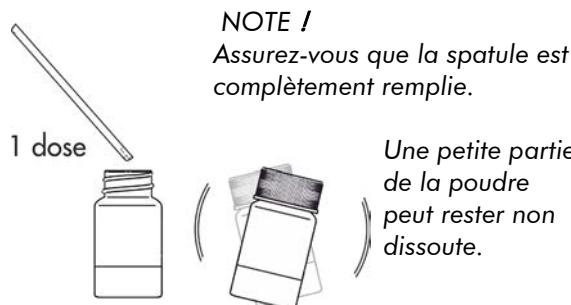 NOTE !
Assurez-vous que la spatule est
complètement remplie.
1 dose
Une petite partie
de la poudre
peut rester non
dissoute.